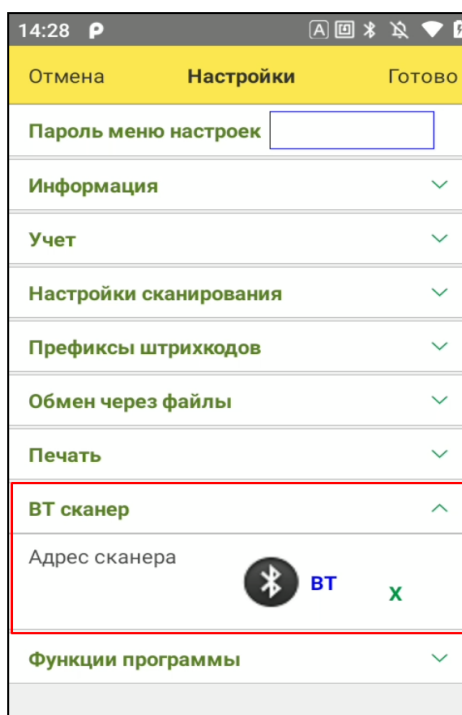 14:28 P A
Отмена Настройки Готово
Пароль меню настроек
Информация
Учет
Настройки сканирования
Префиксы штрихкодов
Обмен через файлы
Печать
ВТ сканер
Адрес сканера BT X
Функции программы